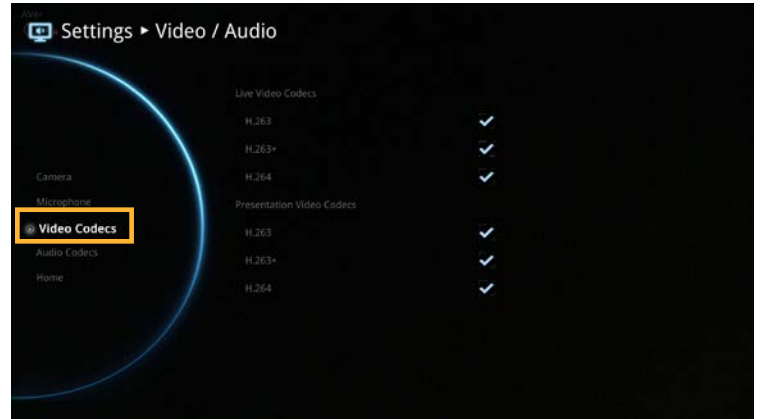 AVer
Settings ▸ Video / Audio
Live Video Codecs
H.263
H.263+
H.264
Presentation Video Codecs
H.263
H.263+
H.264
Camera
Microphone
Video Codecs
Audio Codecs
Home